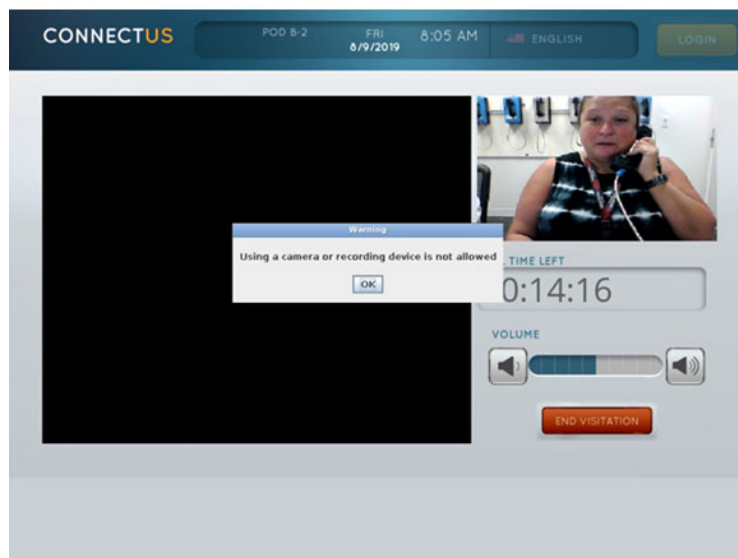 CONNECTUS
POD B-2
FRI
8/9/2019
8:05 AM
ENGLISH
LOGIN
Warning
Using a camera or recording device is not allowed
OK
TIME LEFT
0:14:16
VOLUME
END VISITATION